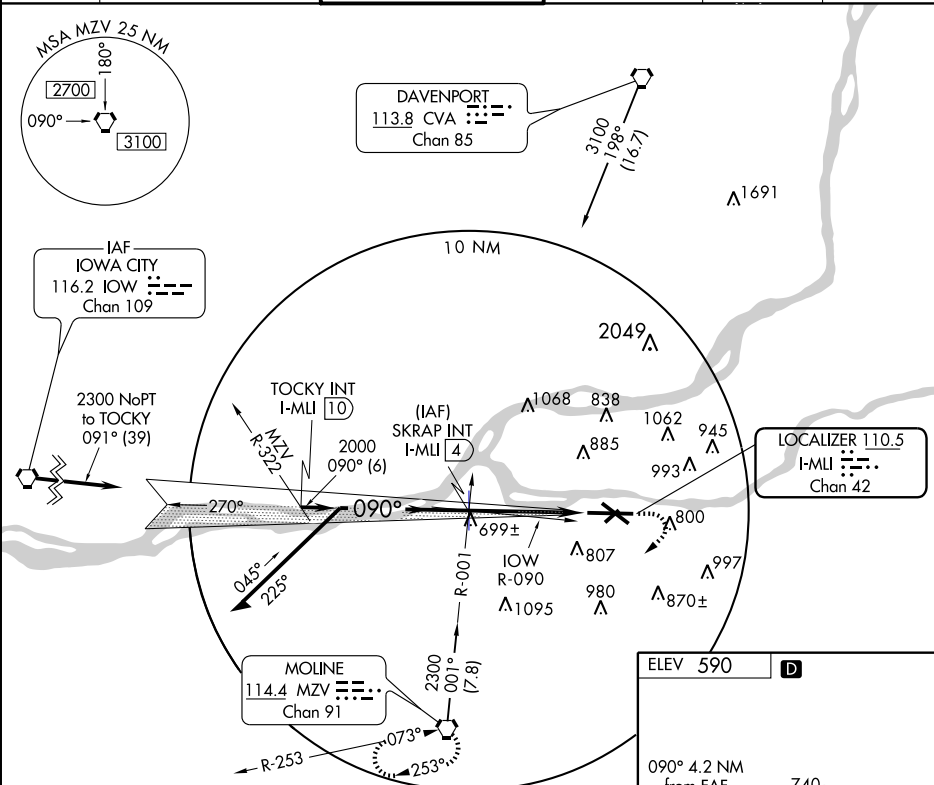 MSA MZV 25 NM
180°
2700
090°
3100
DAVENPORT
113.8 CVA
Chan 85
3100
198°
(16.7)
1691
IAF
IOWA CITY
116.2 IOW
Chan 109
10 NM
2049
2300 NoPT
to TOCKY
091° (39)
TOCKY INT
I-MLI 10
MZV
R-322
2000
090° (6)
(IAF)
SKRAP INT
I-MLI 4
1068
838
1062
945
885
993
LOCALIZER 110.5
I-MLI
Chan 42
270°
090°
699±
800
IOW
R-090
807
997
045°
225°
R-001
1095
980
870±
MOLINE
114.4 MZV
Chan 91
2300
001°
(7.8)
R-253
073°
253°
ELEV 590
D
090° 4.2 NM
from FAF
740